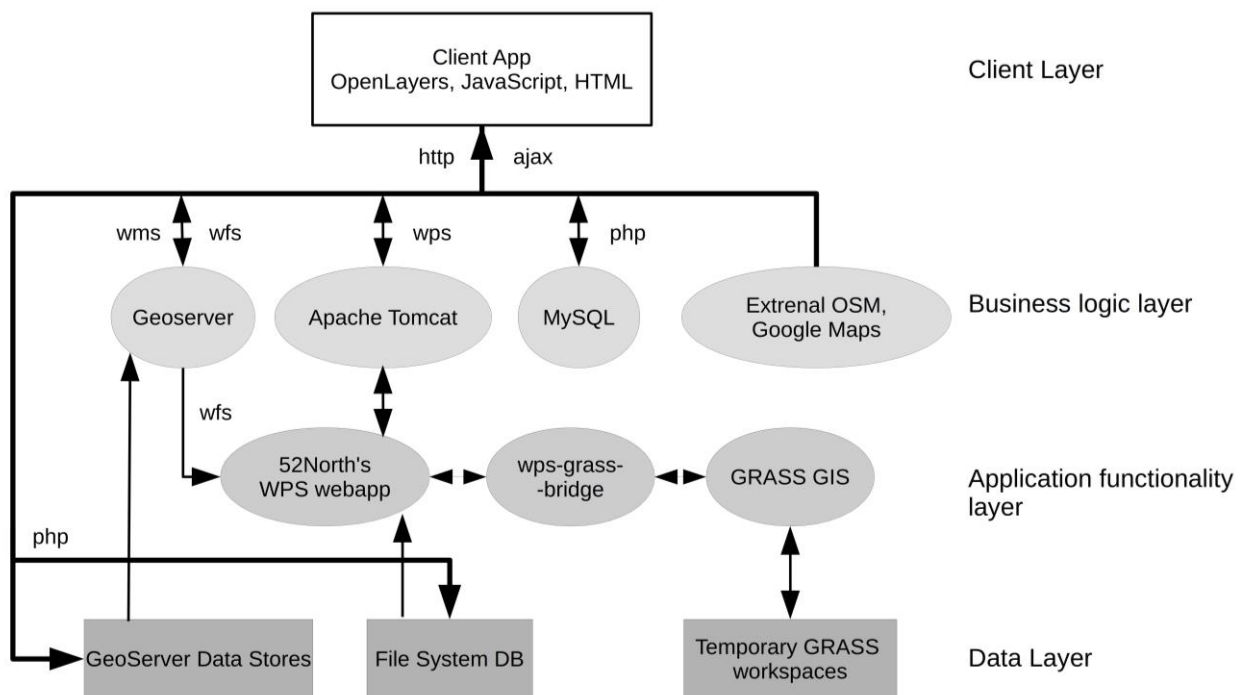 Client App
OpenLayers, JavaScript, HTML
Client Layer
http
ajax
wms
wfs
wps
php
Geoserver
Apache Tomcat
MySQL
Extrenal OSM,
Google Maps
Business logic layer
wfs
52North's
WPS webapp
wps-grass-
-bridge
GRASS GIS
Application functionality
layer
php
GeoServer Data Stores
File System DB
Temporary GRASS
workspaces
Data Layer